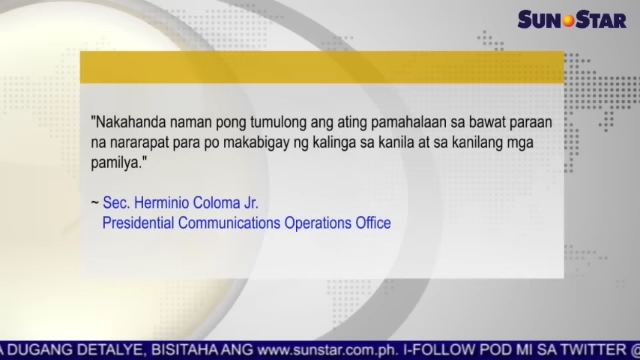 SUN STAR
"Nakahanda naman pong tumulong ang ating pamahalaan sa bawat paraan
na nararapat para po makabigay ng kalinga sa kanila at sa kanilang mga
pamilya."
~ Sec. Herminio Coloma Jr.
Presidential Communications Operations Office
A DUGANG DETALYE, BISITAHA ANG www.sunstar.com.ph. I-FOLLOW POD MI SA TWITTER @